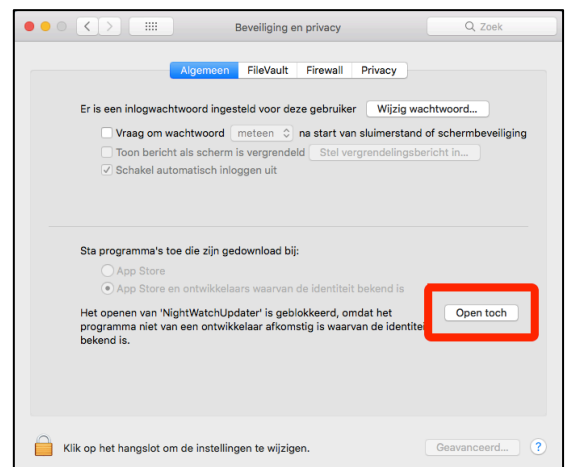 Beveiliging en privacy
Zoek
Algemeen FileVault Firewall Privacy
Er is een inlogwachtwoord ingesteld voor deze gebruiker Wijzig wachtwoord...
Vraag om wachtwoord meteen na start van sluimerstand of schermbeveiliging
Toon bericht als scherm is vergrendeld Stel vergrendelingsbericht in...
Schakel automatisch inloggen uit
Sta programma's toe die zijn gedownload bij:
App Store
App Store en ontwikkelaars waarvan de identiteit bekend is
Het openen van 'NightWatchUpdater' is geblokkeerd, omdat het Open toch
programma niet van een ontwikkelaar afkomstig is waarvan de identitei
bekend is.
Klik op het hangslot om de instellingen te wijzigen. Geavanceerd... ?